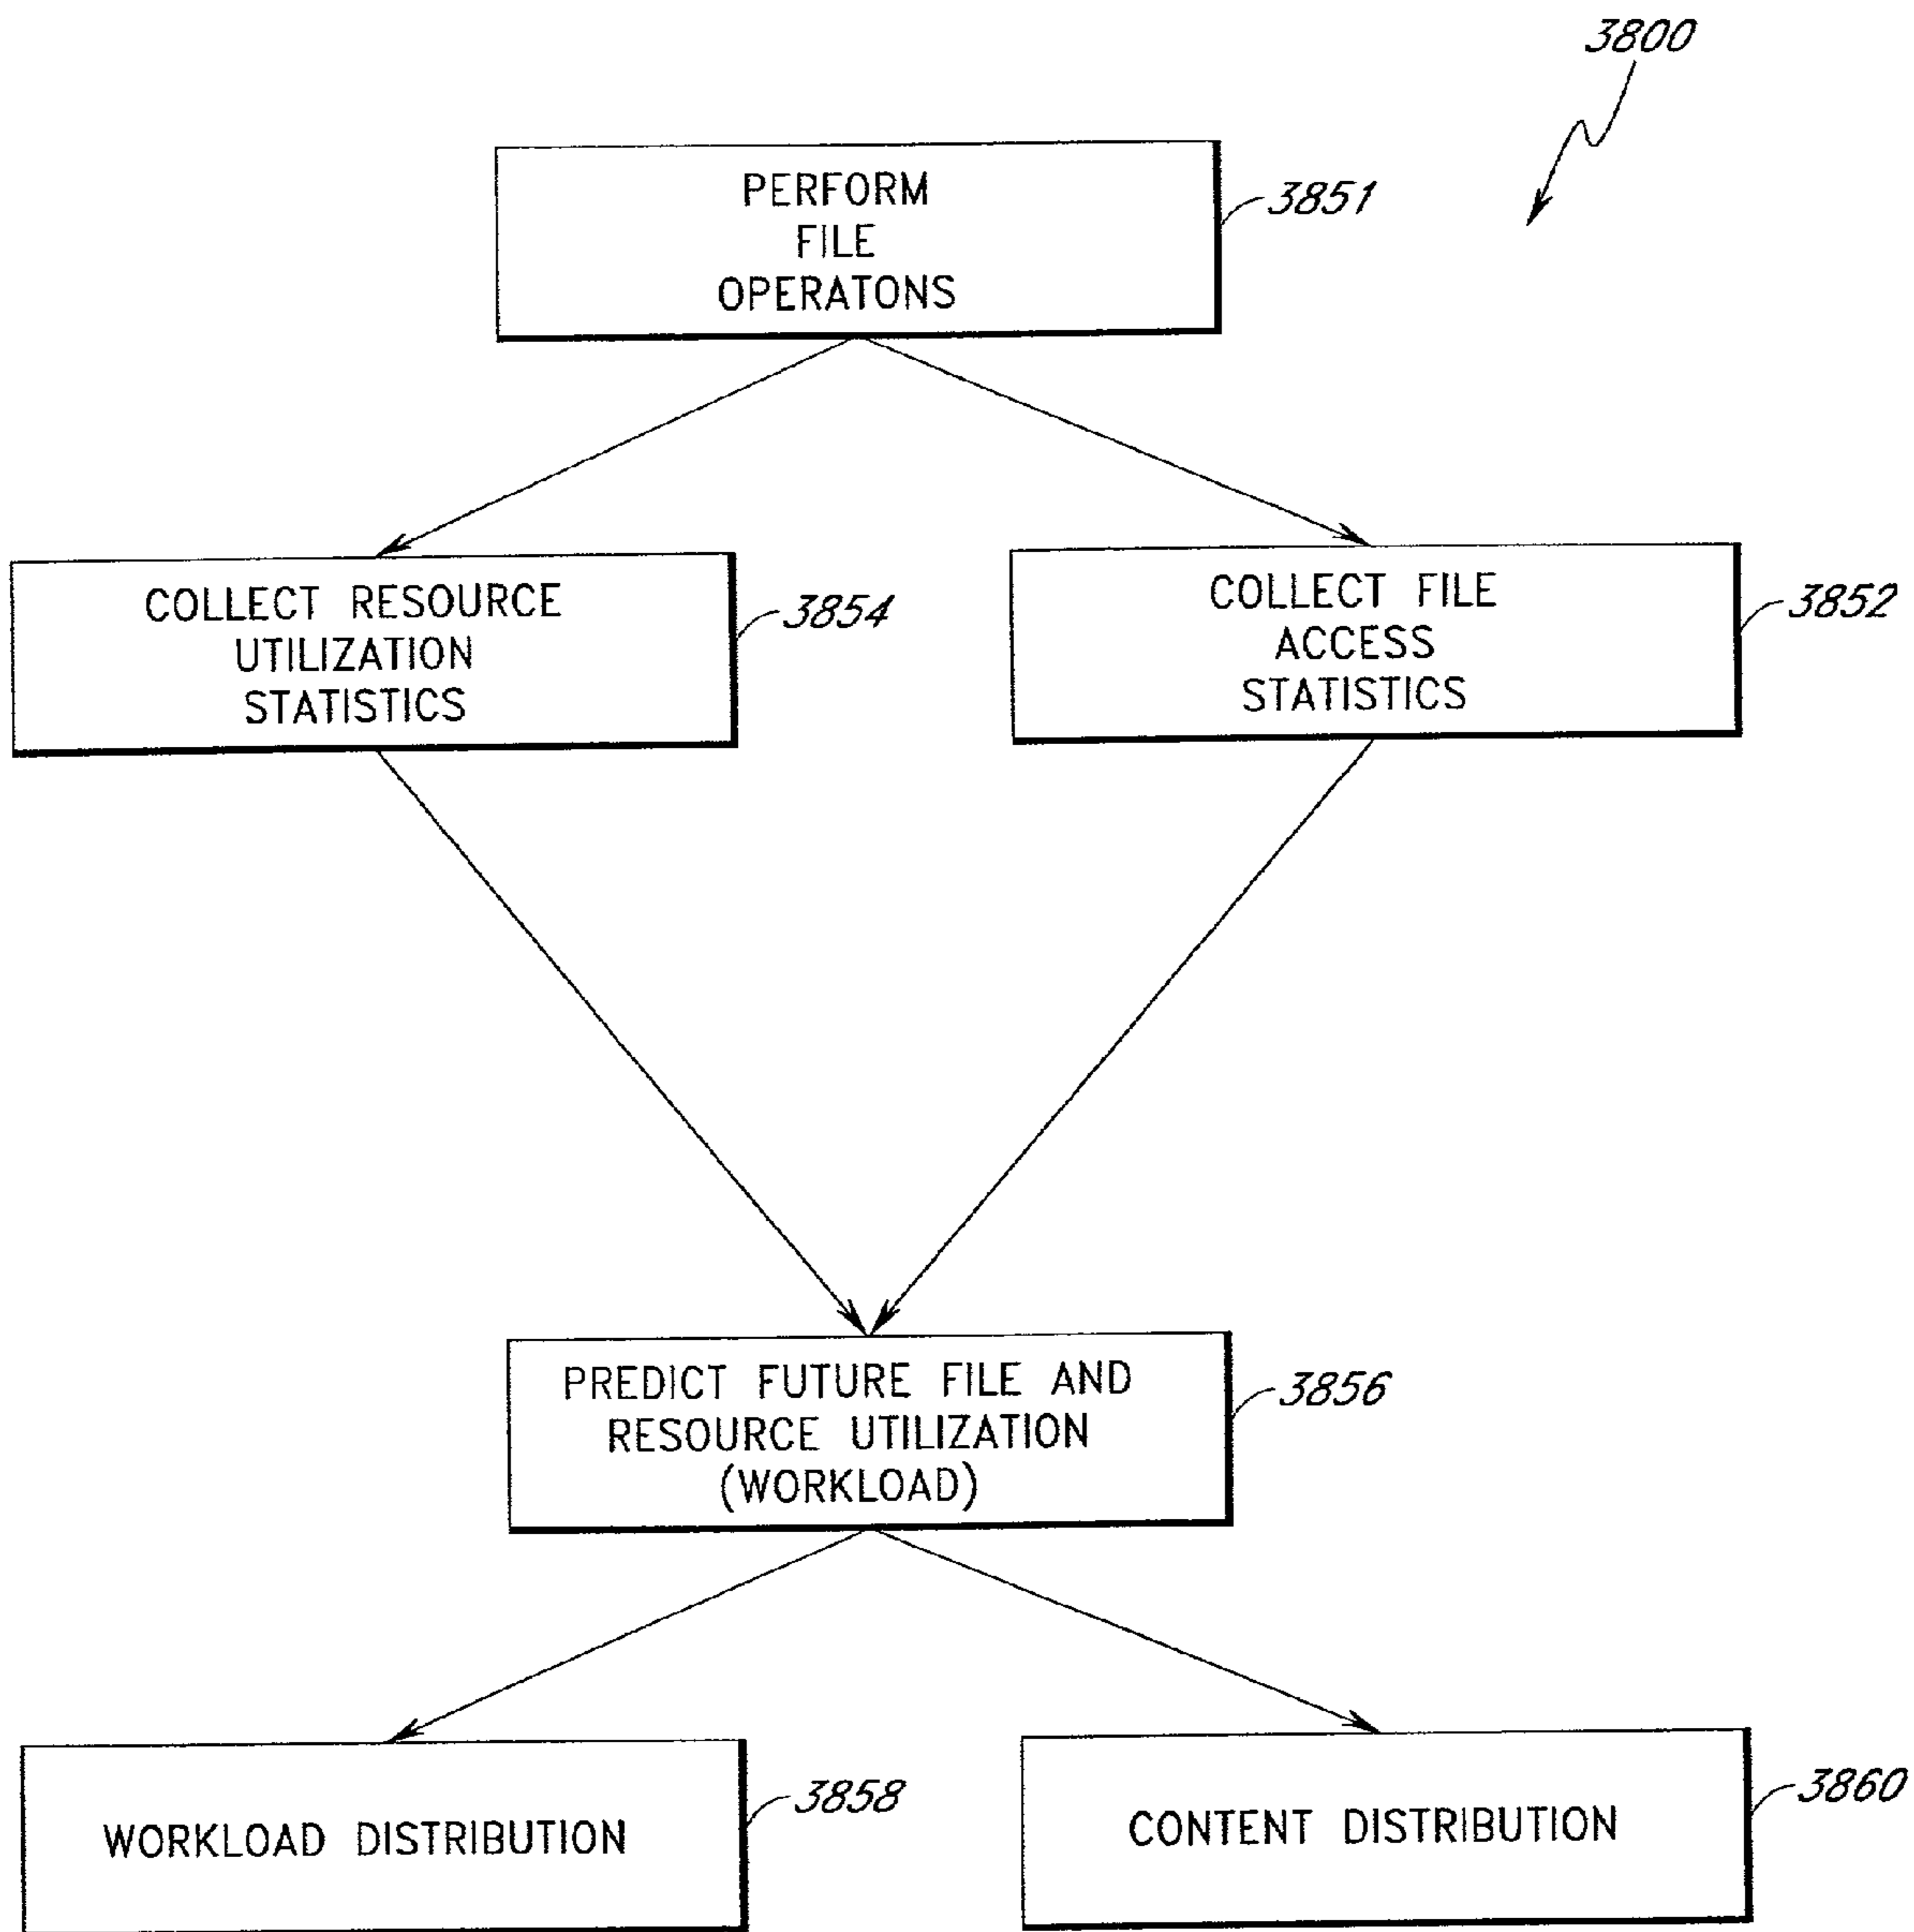 3800
PERFORM
FILE
OPERATONS
3851
COLLECT RESOURCE
UTILIZATION
STATISTICS
3854
COLLECT FILE
ACCESS
STATISTICS
3852
PREDICT FUTURE FILE AND
RESOURCE UTILIZATION
(WORKLOAD)
3856
WORKLOAD DISTRIBUTION
3858
CONTENT DISTRIBUTION
3860